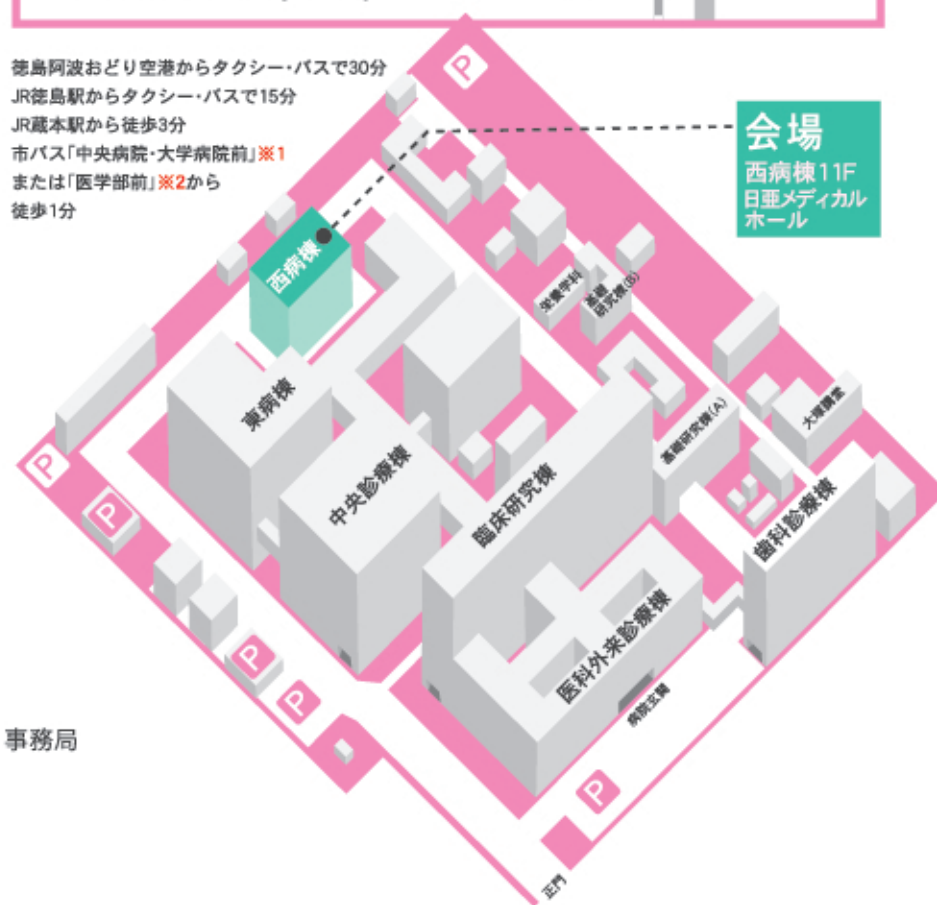 徳島阿波おどり空港からタクシー・バスで30分
JR徳島駅からタクシー・バスで15分
JR蔵本駅から徒歩3分
市バス「中央病院・大学病院前」※1
または「医学部前」※2から
徒歩1分
会場
西病棟11F
日亜メディカル
ホール
P
西病棟
栄養学科
基礎
研究棟(B)
東病棟
大塚講堂
基礎研究棟(A)
中央診療棟
臨床研究棟
歯科診療棟
P
P
医科外来診療棟
病院玄関
P
P
事務局
P
正門